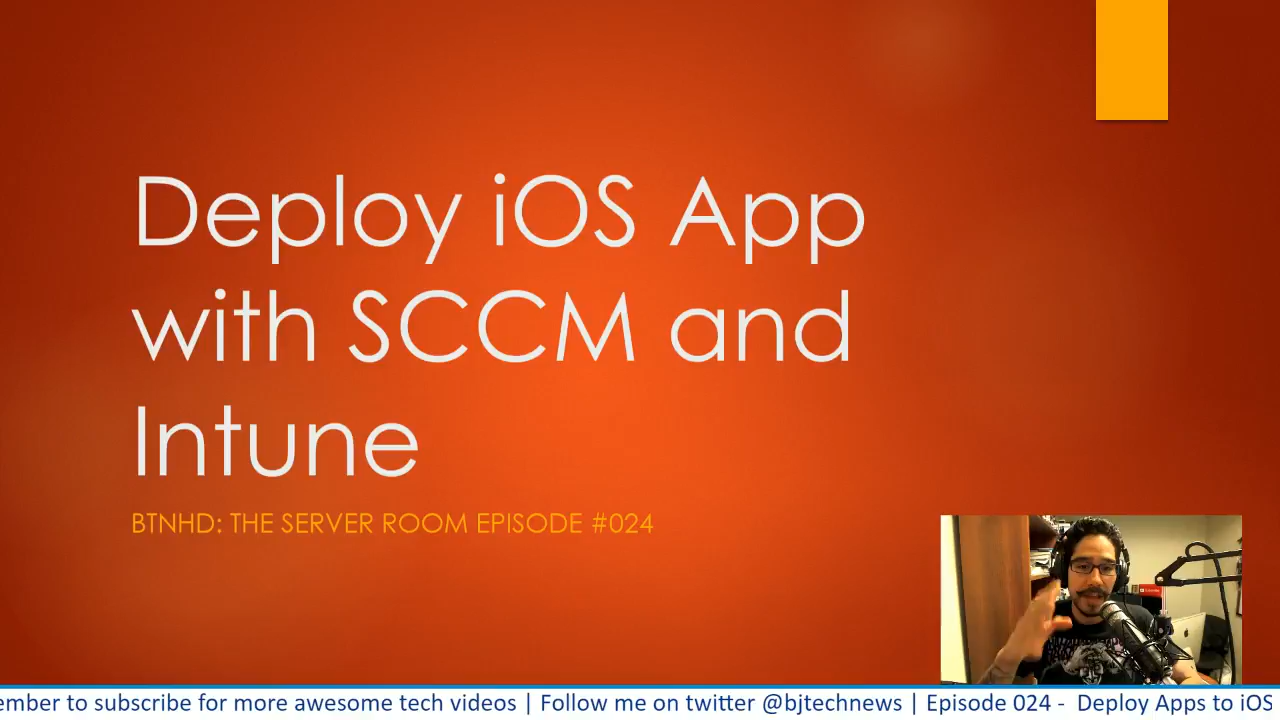 Deploy iOS App
with SCCM and
Intune
BTNHD: THE SERVER ROOM EPISODE #024
ember to subscribe for more awesome tech videos | Follow me on twitter @bjtechnews | Episode 024 - Deploy Apps to iOS